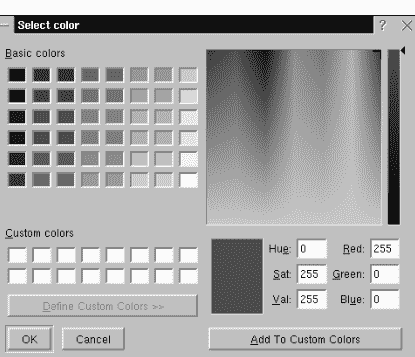 Select color ?
Basic colors
Custom colors
Define Custom Colors >>
Hue: 0 Red: 255
Sat: 255 Green: 0
Val: 255 Blue: 0
OK Cancel Add To Custom Colors